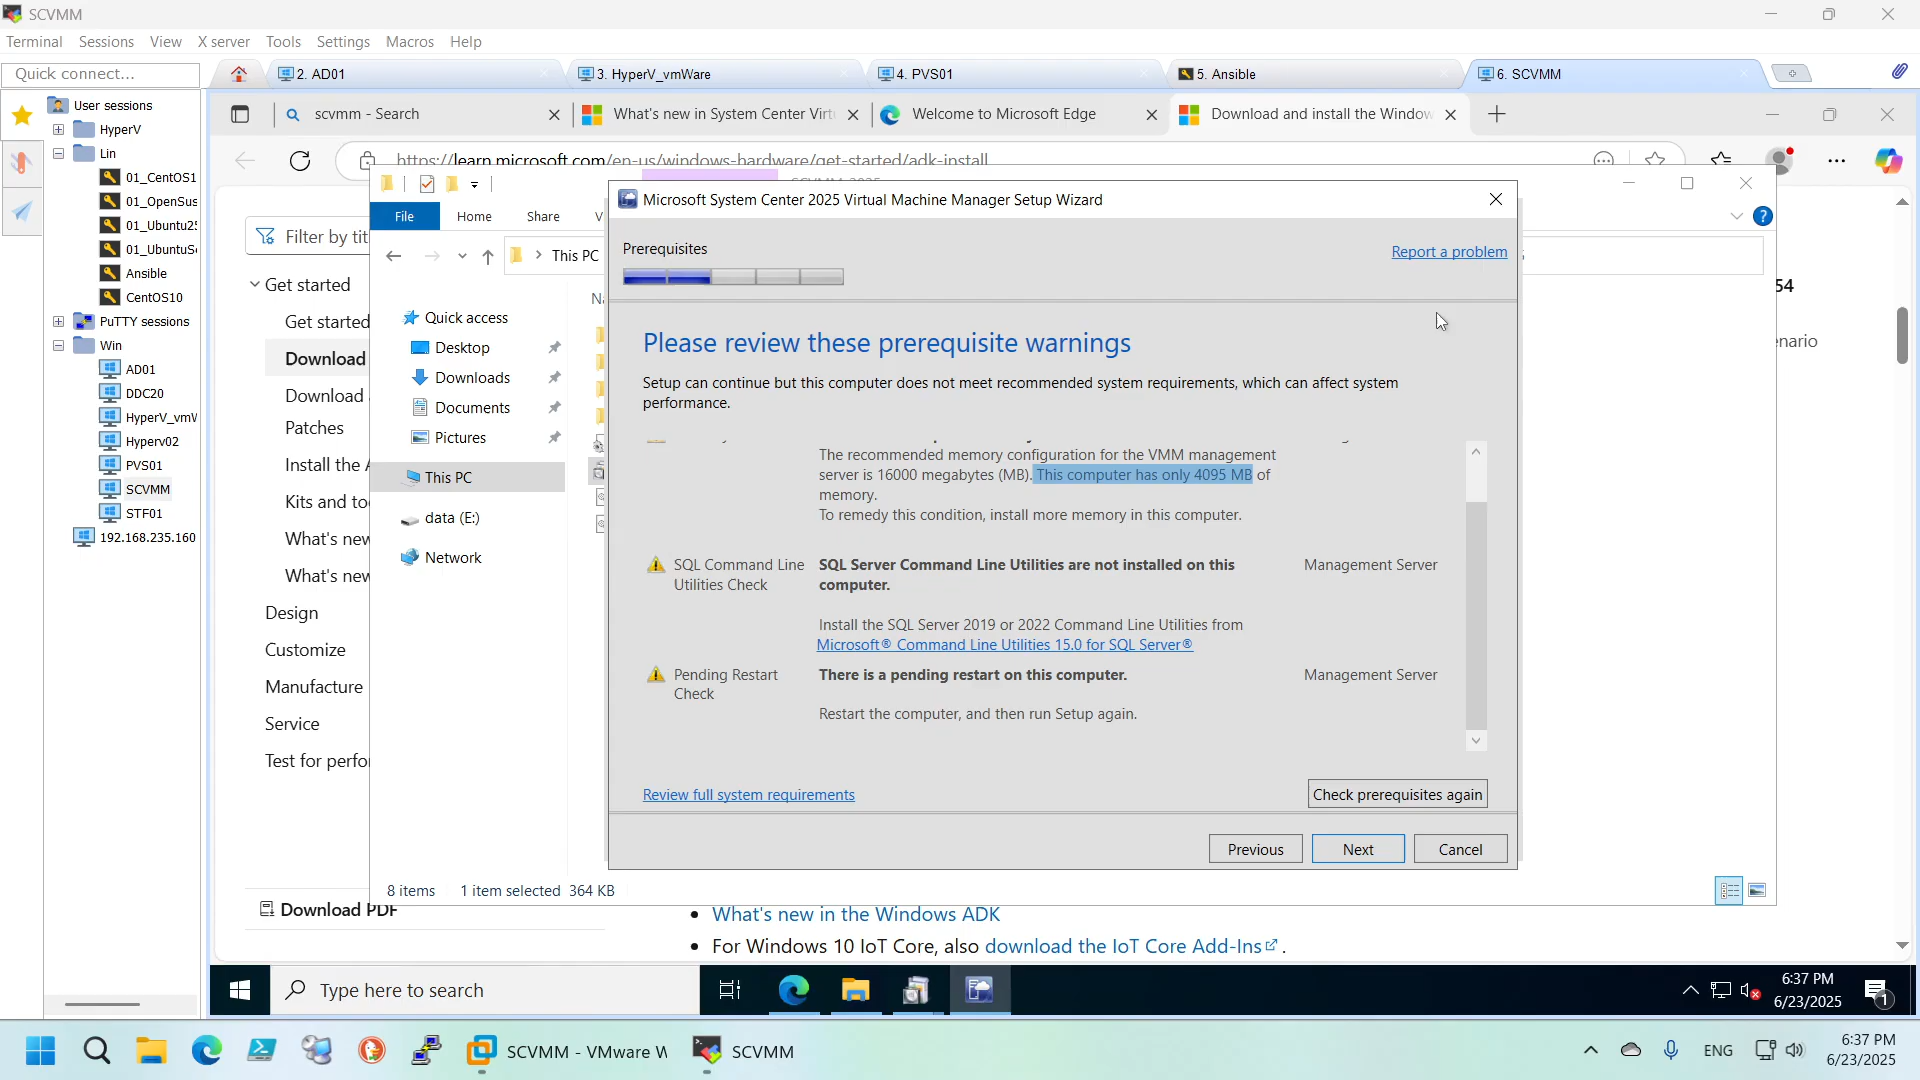 SCVMM
Terminal Sessions View X server Tools Settings Macros Help
Quick connect...
2. AD01
3. HyperV_vmWare
4. PVS01
5. Ansible
6. SCVMM
User sessions
HyperV
Lin
01_CentOS1
01_OpenSus
01_Ubuntu25
01_UbuntuSe
Ansible
CentOS10
PuTTY sessions
Win
AD01
DDC20
HyperV_vmW
Hyperv02
PVS01
SCVMM
STF01
192.168.235.160
scvmm - Search
What's new in System Center Virtu
Welcome to Microsoft Edge
Download and install the Window
https://learn.microsoft.com/en-us/windows-hardware/get-started/adk-install
Filter by tit
Get started
Get started
Download
Download
Patches
Install the A
Kits and to
What's new
What's new
Design
Customize
Manufacture
Service
Test for perfo
Download PDF
File Home Share V
This PC
Quick access
Desktop
Downloads
Documents
Pictures
This PC
data (E:)
Network
8 items 1 item selected 364 KB
54
enario
Microsoft System Center 2025 Virtual Machine Manager Setup Wizard
Prerequisites
Report a problem
Please review these prerequisite warnings
Setup can continue but this computer does not meet recommended system requirements, which can affect system
performance.
The recommended memory configuration for the VMM management
server is 16000 megabytes (MB). This computer has only 4095 MB of
memory.
To remedy this condition, install more memory in this computer.
SQL Command Line
Utilities Check
SQL Server Command Line Utilities are not installed on this
computer.
Management Server
Install the SQL Server 2019 or 2022 Command Line Utilities from
Microsoft® Command Line Utilities 15.0 for SQL Server®
Pending Restart
Check
There is a pending restart on this computer.
Management Server
Restart the computer, and then run Setup again.
Review full system requirements
Check prerequisites again
Previous Next Cancel
What's new in the Windows ADK
For Windows 10 IoT Core, also download the IoT Core Add-Ins .
Type here to search
6:37 PM
6/23/2025
1
SCVMM - VMware W
SCVMM
ENG
6:37 PM
6/23/2025